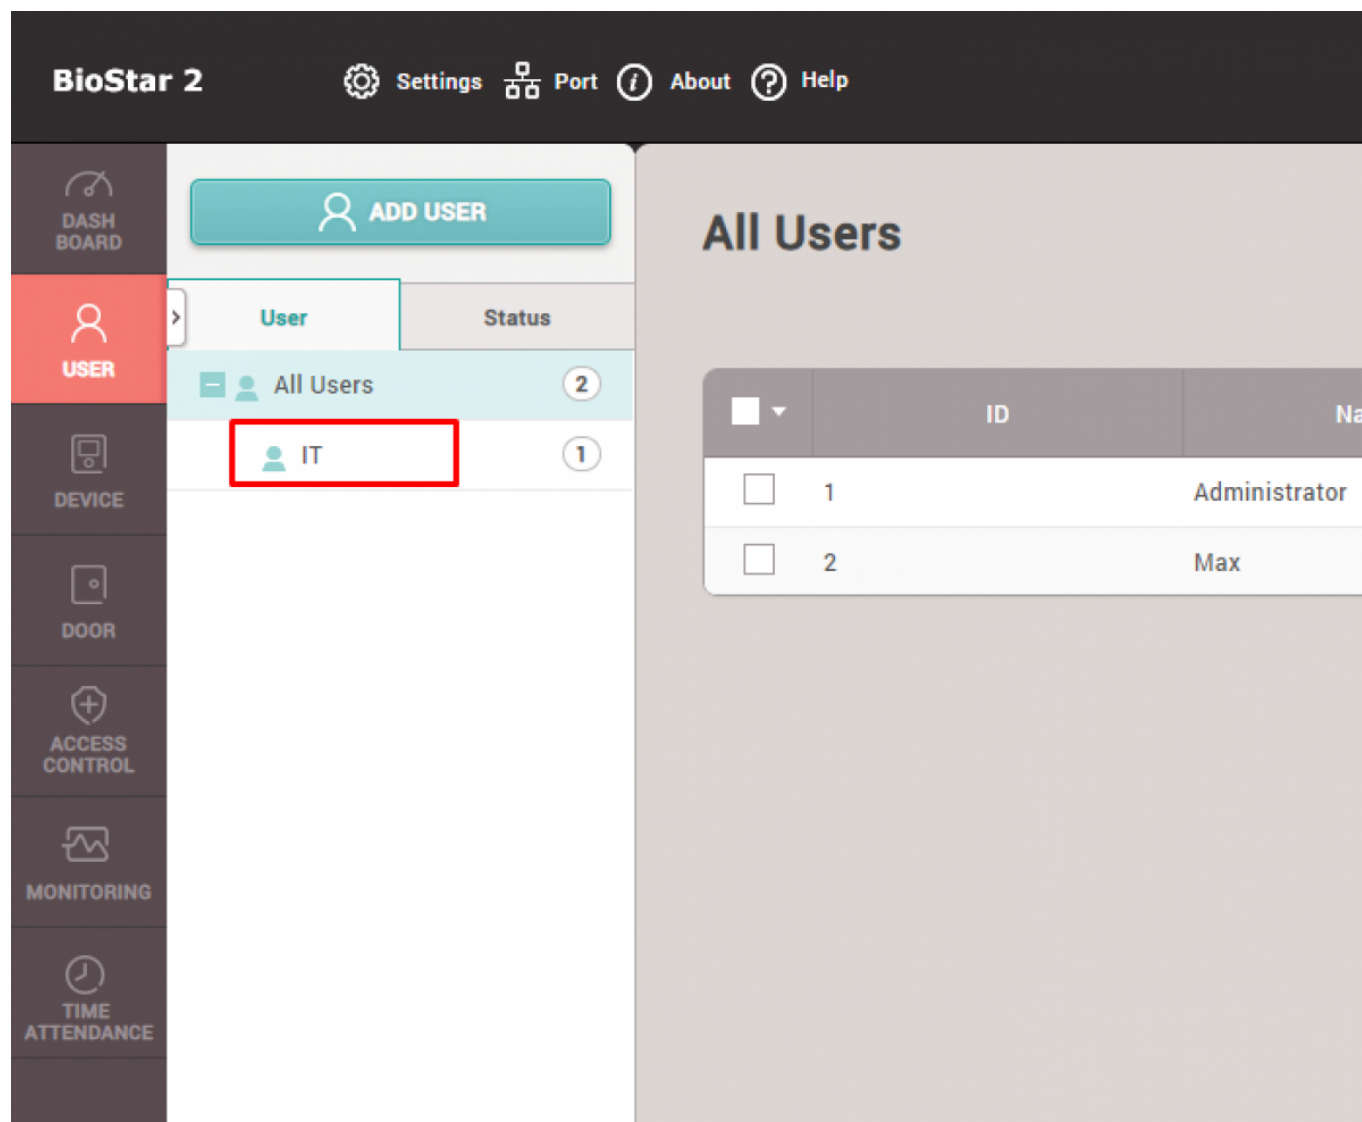 BioStar 2
Settings Port About Help
DASH
BOARD
USER
DEVICE
DOOR
ACCESS
CONTROL
MONITORING
TIME
ATTENDANCE
ADD USER
User Status
All Users 2
IT 1
All Users
ID Na
1 Administrator
2 Max